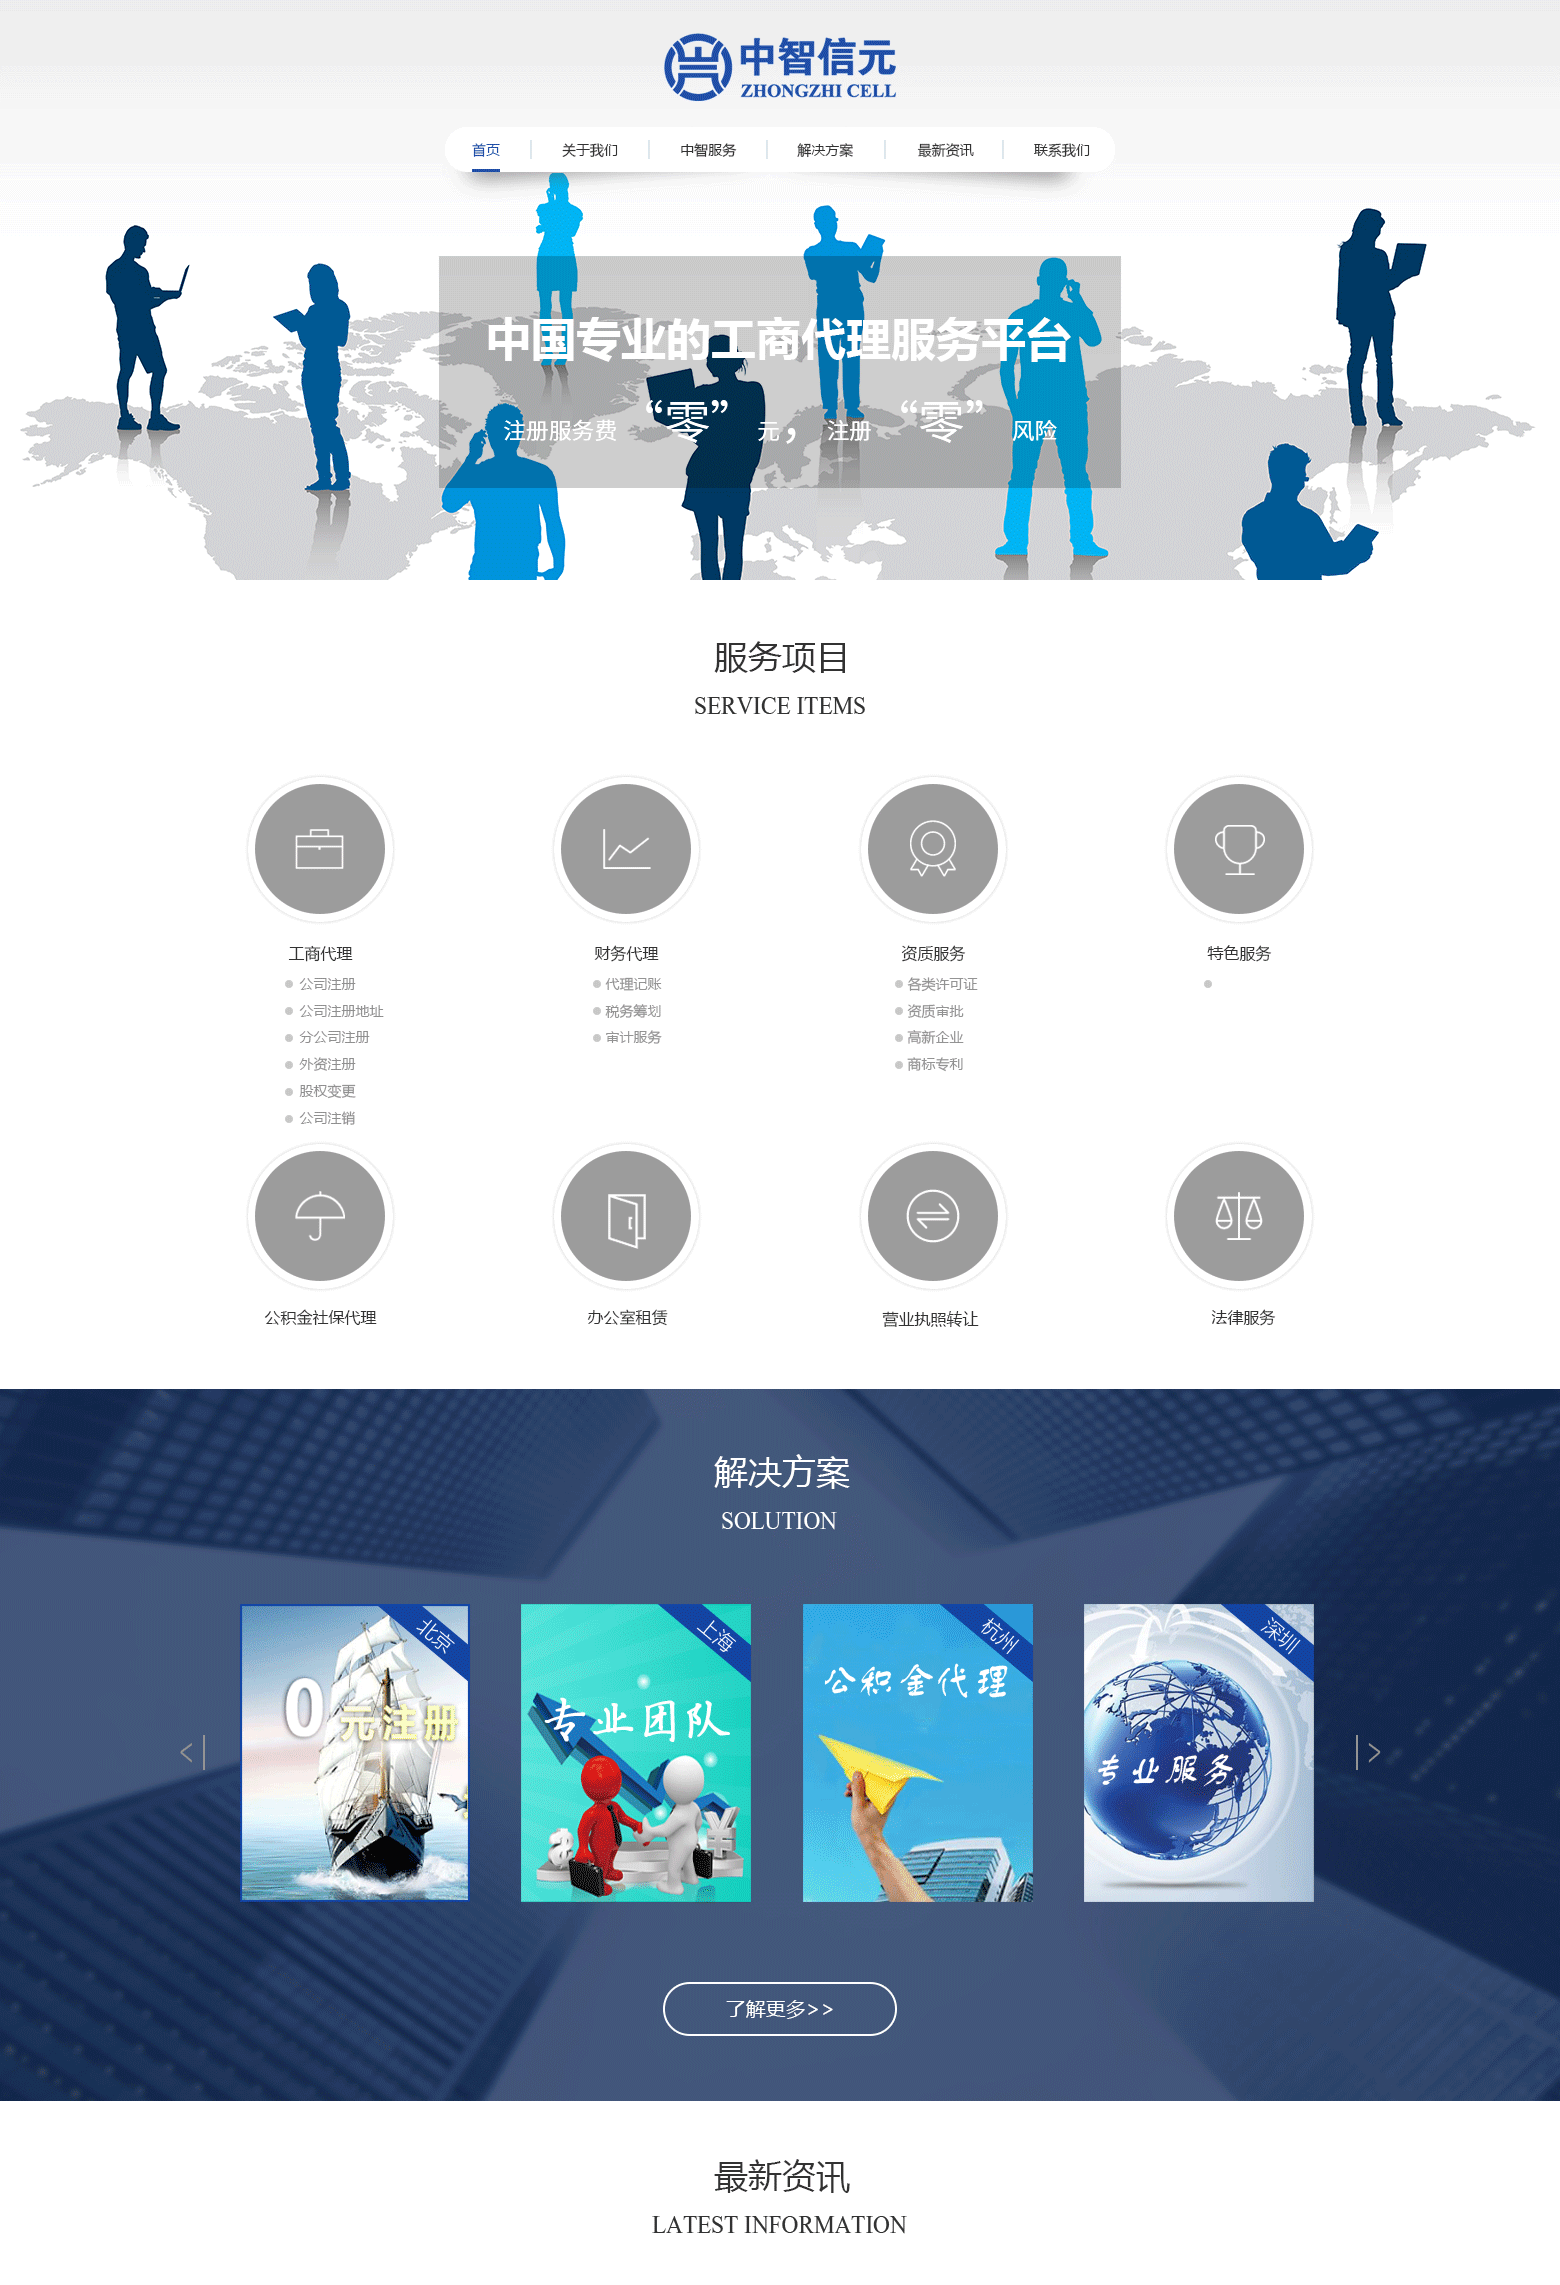 中智信元
ZHONGZHI CELL
首页 关于我们 中智服务 解决方案 最新资讯 联系我们
中国专业的工商代理服务平台
注册服务费 “零” 元， 注册 “零” 风险
服务项目
SERVICE ITEMS
工商代理
公司注册
公司注册地址
分公司注册
外资注册
股权变更
公司注销
财务代理
代理记账
税务筹划
审计服务
资质服务
各类许可证
资质审批
高新企业
商标专利
特色服务
公积金社保代理
办公室租赁
营业执照转让
法律服务
解决方案
SOLUTION
北京
0元注册
上海
专业团队
杭州
公积金代理
深圳
专业服务
了解更多>>
最新资讯
LATEST INFORMATION